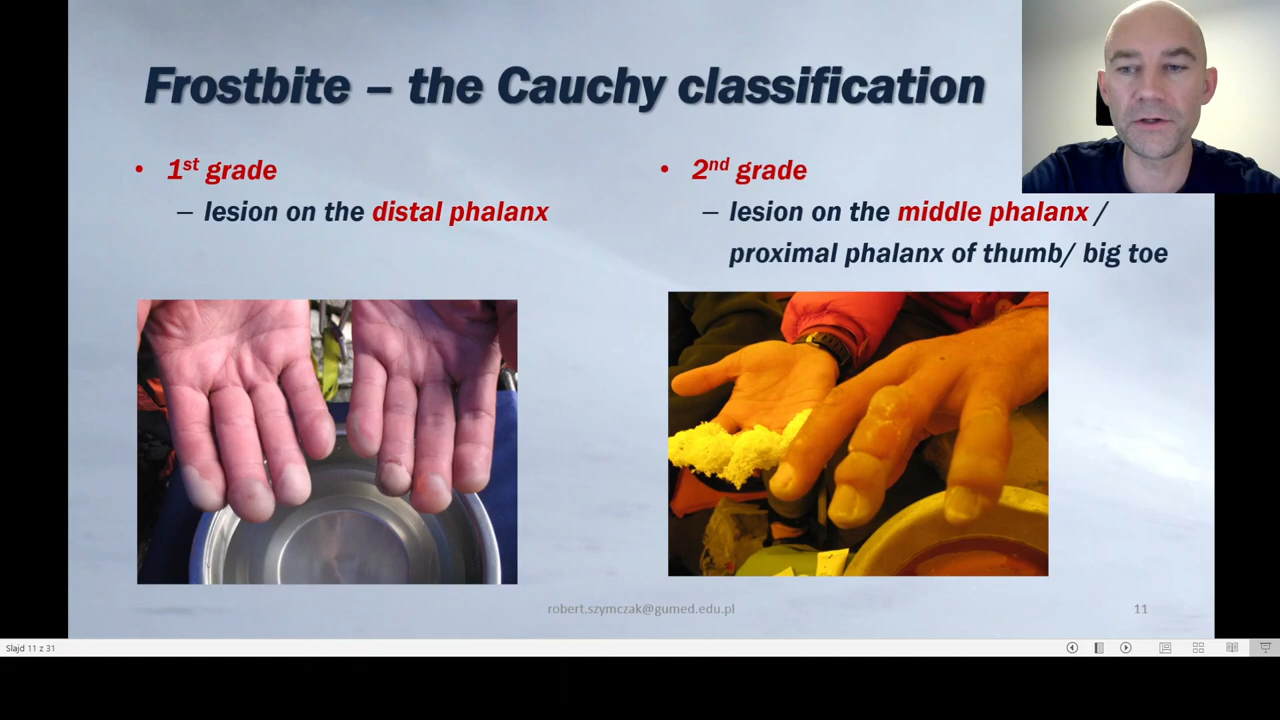 Frostbite – the Cauchy classification
• 1st grade
– lesion on the distal phalanx
• 2nd grade
– lesion on the middle phalanx /
proximal phalanx of thumb/ big toe
robert.szymczak@gumed.edu.pl
11
Slajd 11 z 31